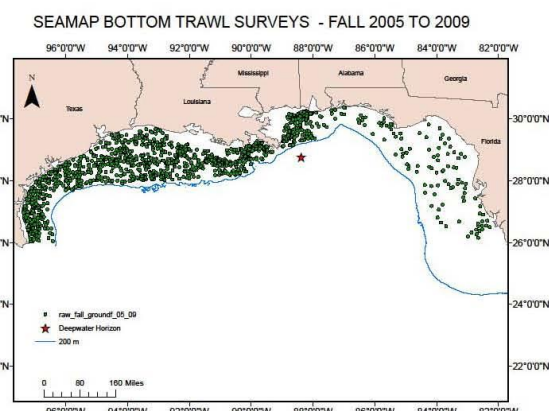 SEAMAP BOTTOM TRAWL SURVEYS - FALL 2005 TO 2009
96°0'0"W 94°0'0"W 92°0'0"W 90°0'0"W 88°0'0"W 86°0'0"W 84°0'0"W 82°0'0"W
N
Mississippi Alabama Georgia
Texas Louisiana
30°0'0"N
Florida
28°0'0"N
26°0'0"N
24°0'0"N
22°0'0"N
raw_fall_groundf_05_09
Deepwater Horizon
200 m
0 80 160 Miles